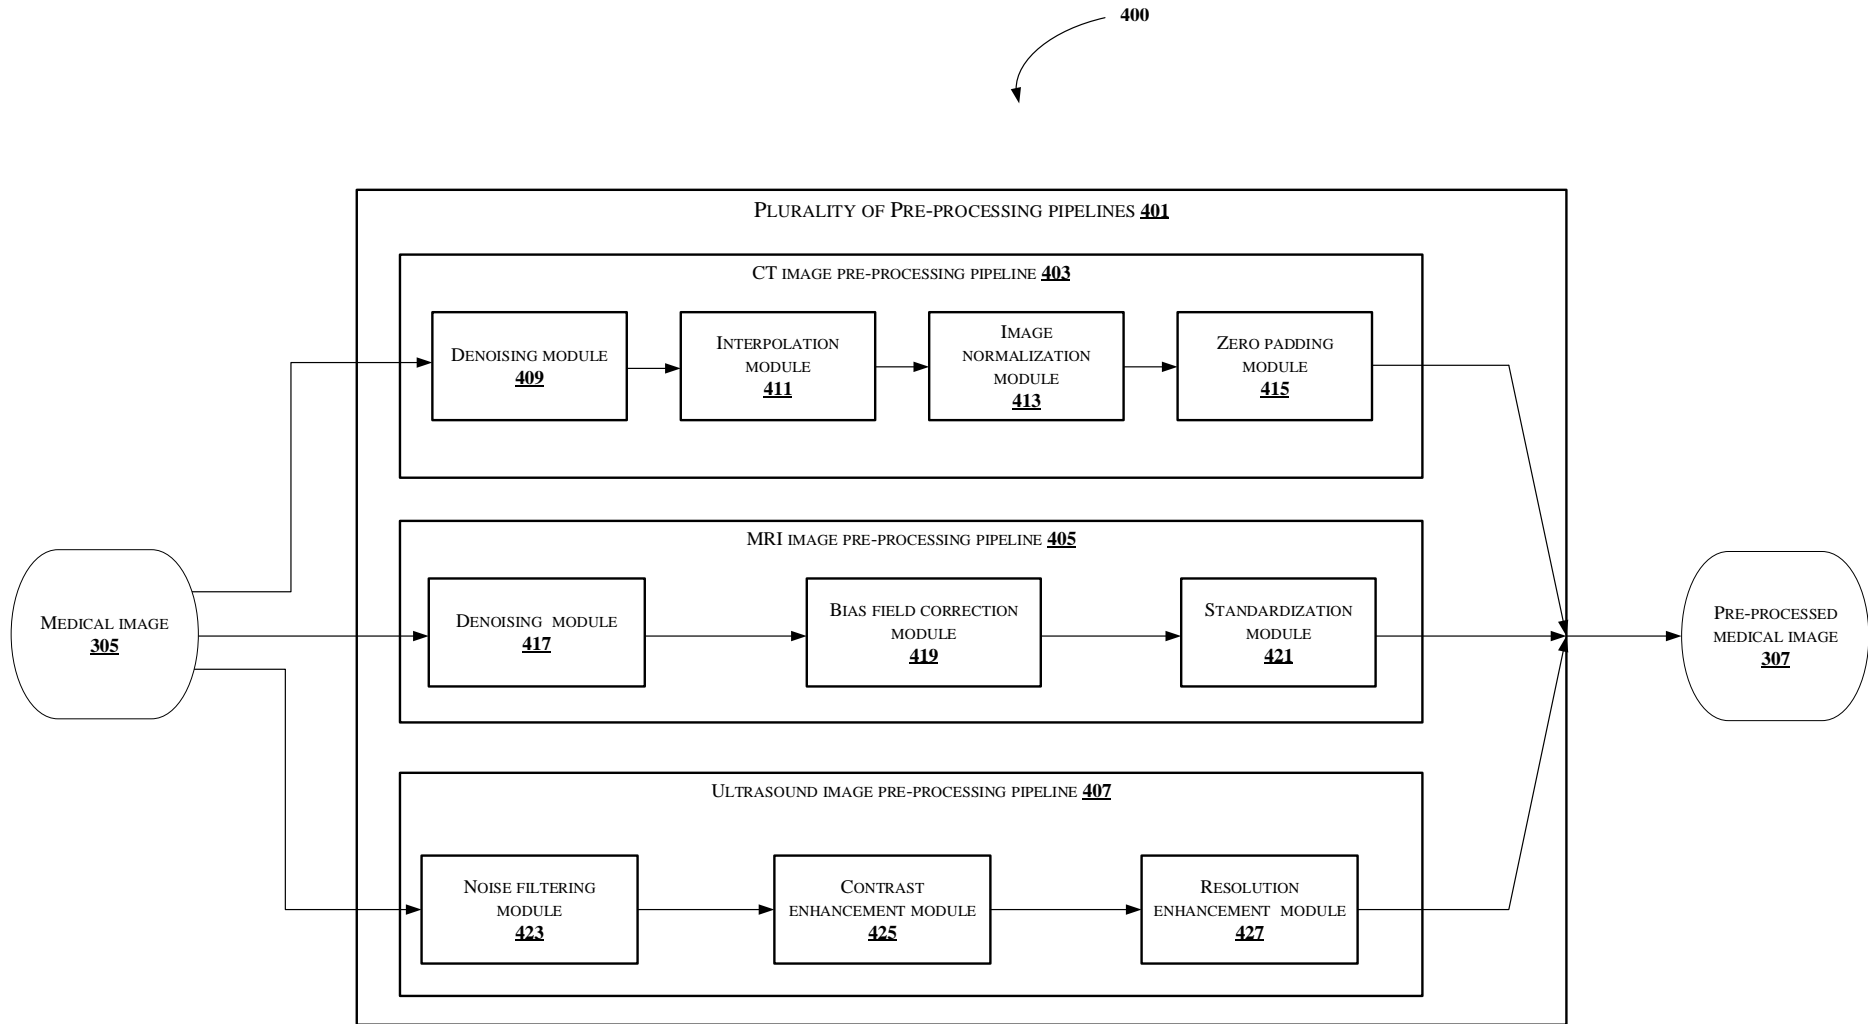 400
Plurality of Pre-processing pipelines 401
CT image pre-processing pipeline 403
Denoising module
409
Interpolation
module
411
Image
normalization
module
413
Zero padding
module
415
MRI image pre-processing pipeline 405
Medical image
305
Denoising module
417
Bias field correction
module
419
Standardization
module
421
Pre-processed
medical image
307
Ultrasound image pre-processing pipeline 407
Noise filtering
module
423
Contrast
enhancement module
425
Resolution
enhancement module
427